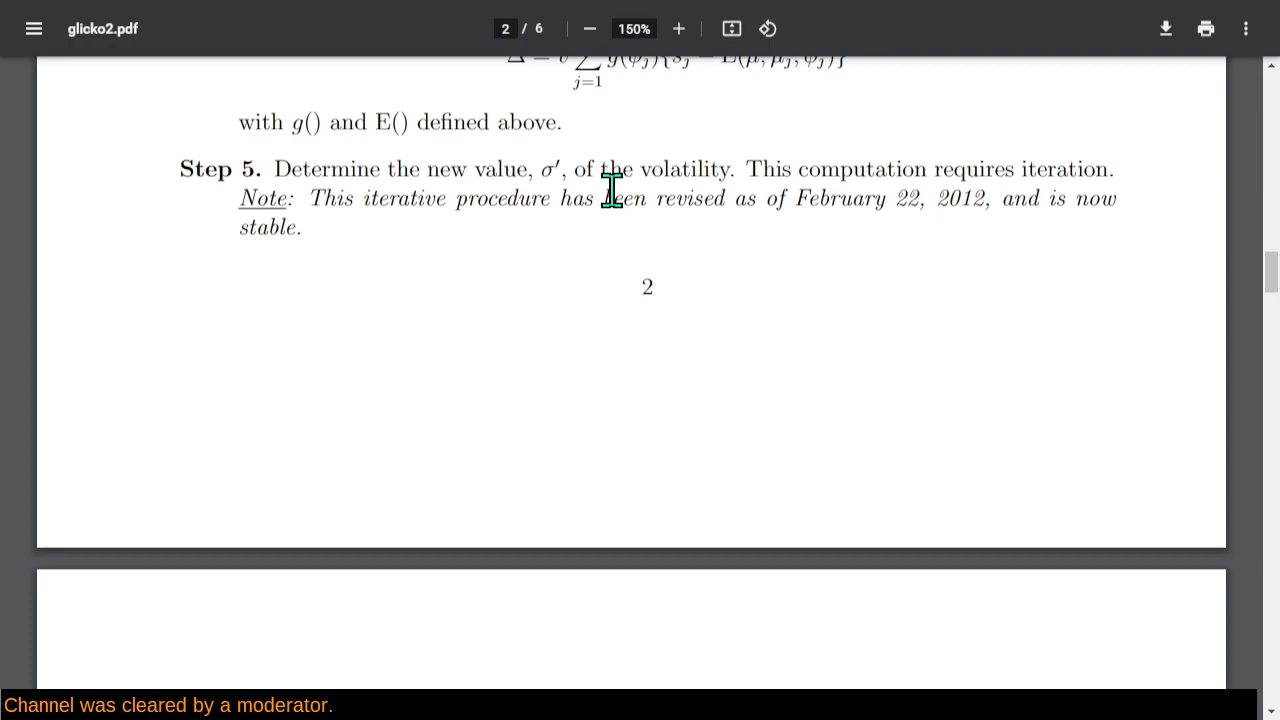 glicko2.pdf
2 / 6
150%
j=1
with g() and E() defined above.
Step 5. Determine the new value, σ′, of the volatility. This computation requires iteration.
Note: This iterative procedure has been revised as of February 22, 2012, and is now
stable.
2
Channel was cleared by a moderator.